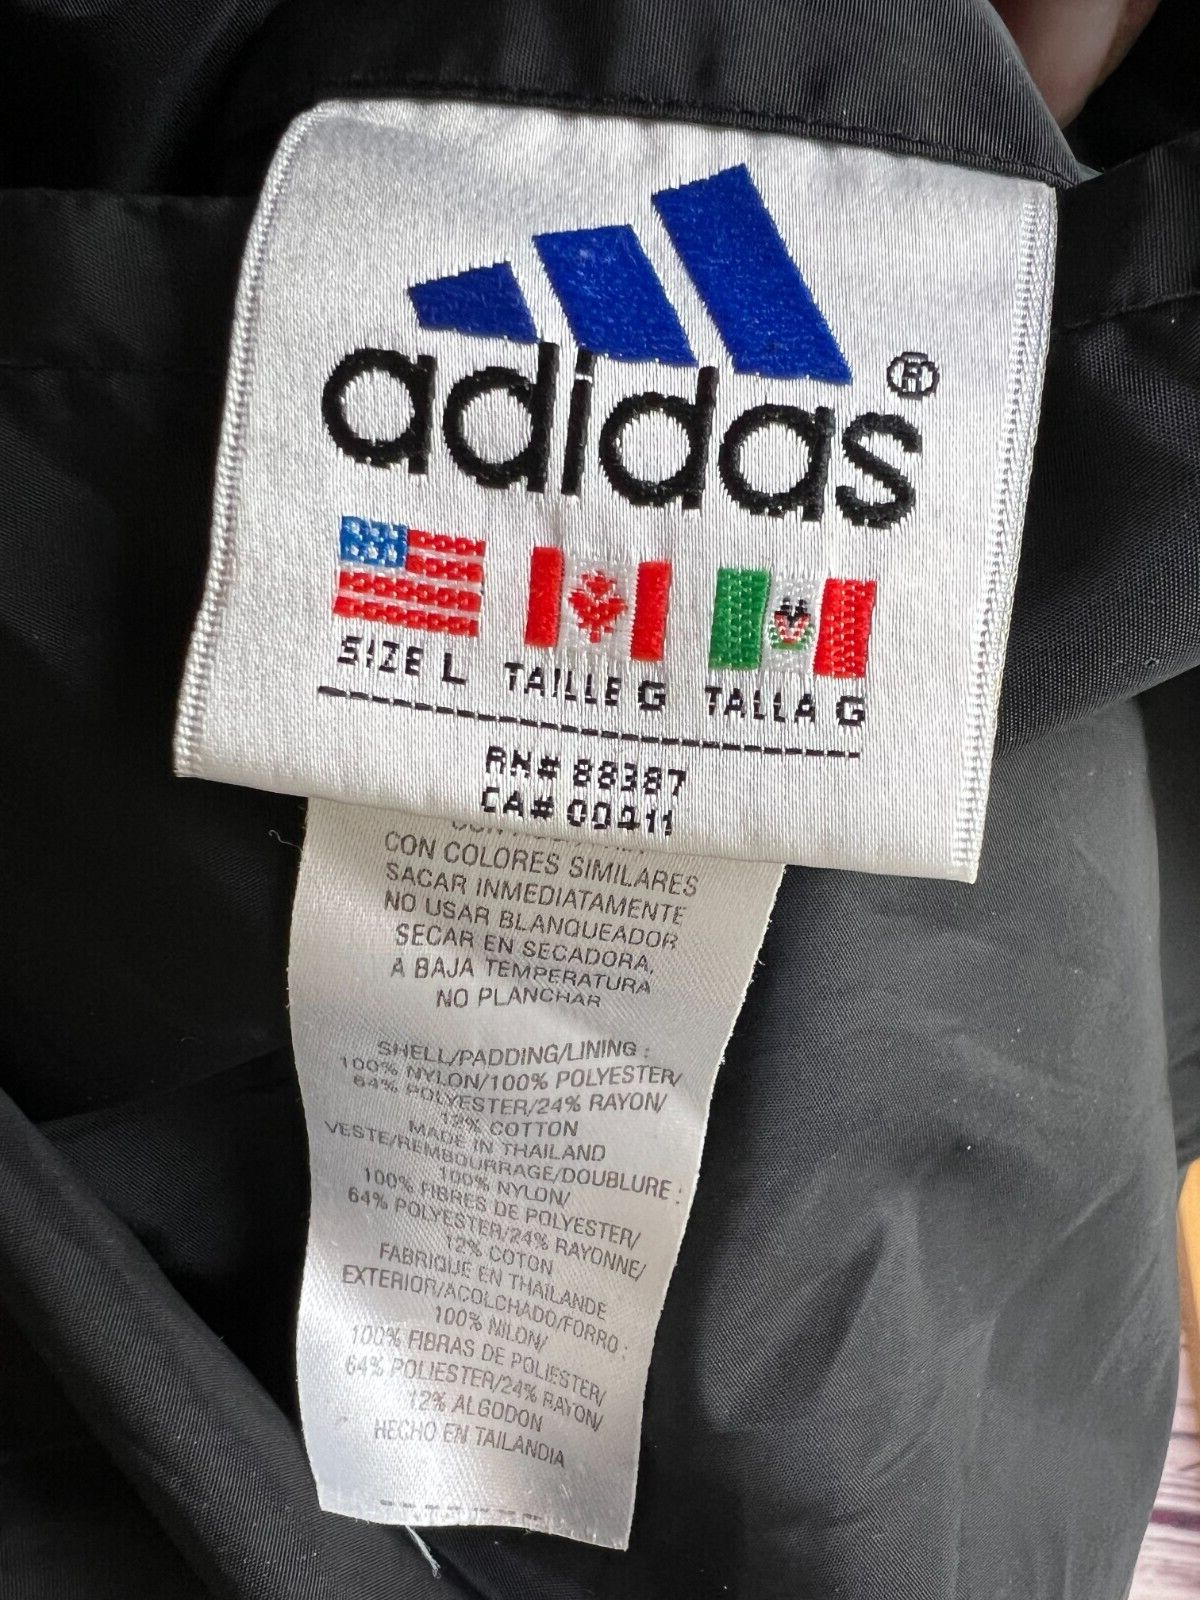 adidas®
SIZE L TAILLE G TALLA G
RN# 88387
CA# 00411
CON COLORES SIMILARES
SACAR INMEDIATAMENTE
NO USAR BLANQUEADOR
SECAR EN SECADORA,
A BAJA TEMPERATURA
NO PLANCHAR
SHELL/PADDING/LINING :
100% NYLON/100% POLYESTER/
64% POLYESTER/24% RAYON/
12% COTTON
MADE IN THAILAND
VESTE/REMBOURRAGE/DOUBLURE :
100% NYLON/
100% FIBRES DE POLYESTER/
64% POLYESTER/24% RAYONNE/
12% COTON
FABRIQUE EN THAILANDE
EXTERIOR/ACOLCHADO/FORRO :
100% NILON/
100% FIBRAS DE POLIESTER/
64% POLIESTER/24% RAYON/
12% ALGODON
HECHO EN TAILANDIA